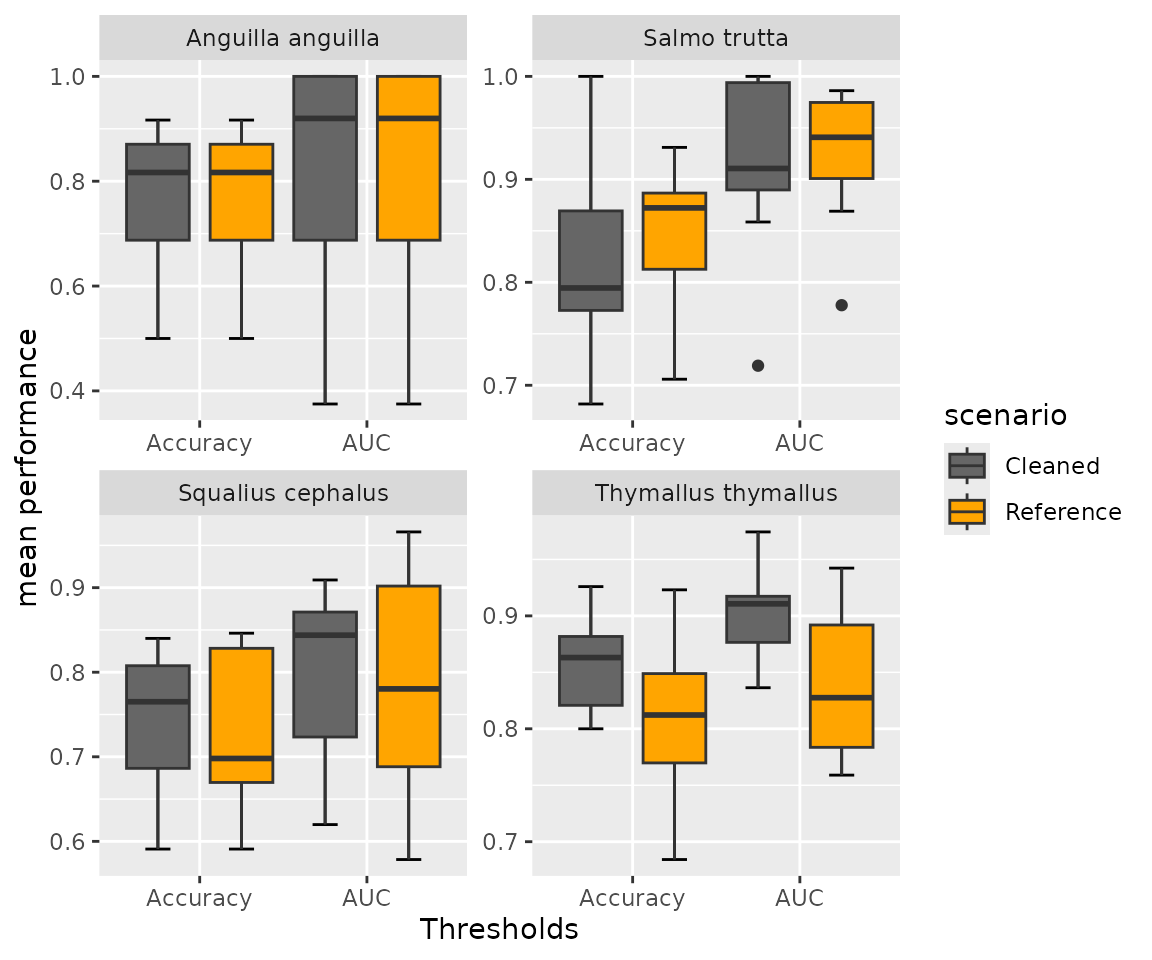 Anguilla anguilla
Salmo trutta
1.0
0.8
0.6
0.4
1.0
0.9
0.8
0.7
Accuracy
AUC
Accuracy
AUC
Squalius cephalus
Thymallus thymallus
0.9
0.8
0.7
0.6
0.9
0.8
0.7
Accuracy
AUC
Accuracy
AUC
mean performance
Thresholds
scenario
Cleaned
Reference